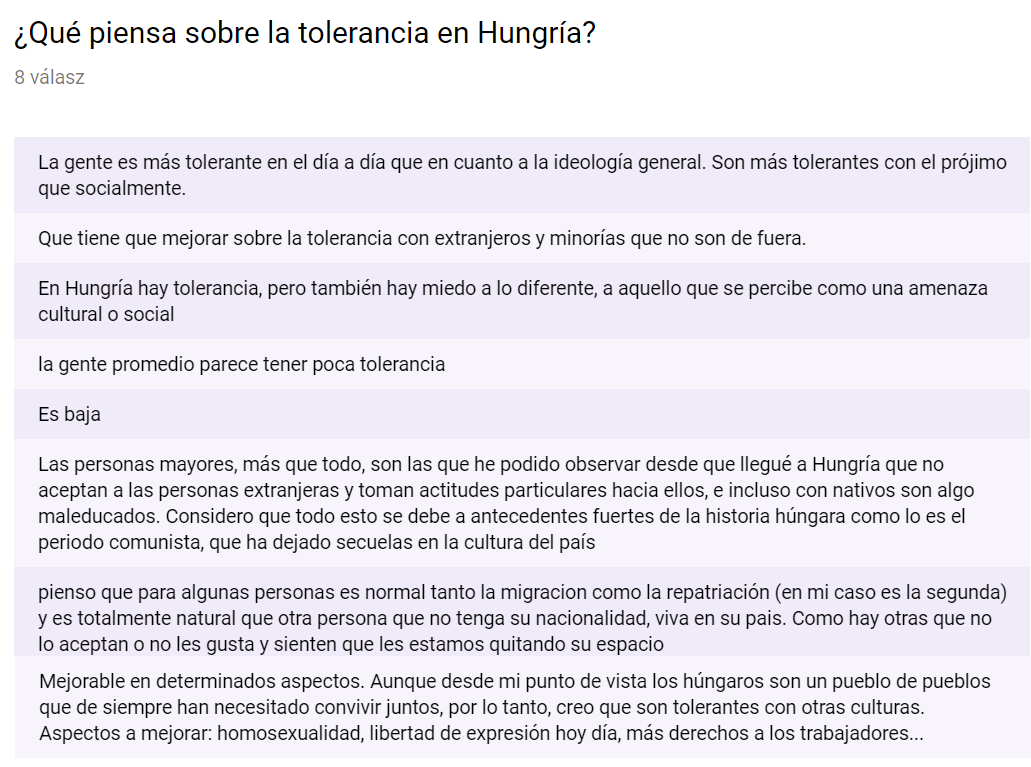 ¿Qué piensa sobre la tolerancia en Hungría?
8 válasz
La gente es más tolerante en el día a día que en cuanto a la ideología general. Son más tolerantes con el prójimo
que socialmente.
Que tiene que mejorar sobre la tolerancia con extranjeros y minorías que no son de fuera.
En Hungría hay tolerancia, pero también hay miedo a lo diferente, a aquello que se percibe como una amenaza
cultural o social
la gente promedio parece tener poca tolerancia
Es baja
Las personas mayores, más que todo, son las que he podido observar desde que llegué a Hungría que no
aceptan a las personas extranjeras y toman actitudes particulares hacia ellos, e incluso con nativos son algo
maleducados. Considero que todo esto se debe a antecedentes fuertes de la historia húngara como lo es el
periodo comunista, que ha dejado secuelas en la cultura del país
pienso que para algunas personas es normal tanto la migracion como la repatriación (en mi caso es la segunda)
y es totalmente natural que otra persona que no tenga su nacionalidad, viva en su pais. Como hay otras que no
lo aceptan o no les gusta y sienten que les estamos quitando su espacio
Mejorable en determinados aspectos. Aunque desde mi punto de vista los húngaros son un pueblo de pueblos
que de siempre han necesitado convivir juntos, por lo tanto, creo que son tolerantes con otras culturas.
Aspectos a mejorar: homosexualidad, libertad de expresión hoy día, más derechos a los trabajadores...